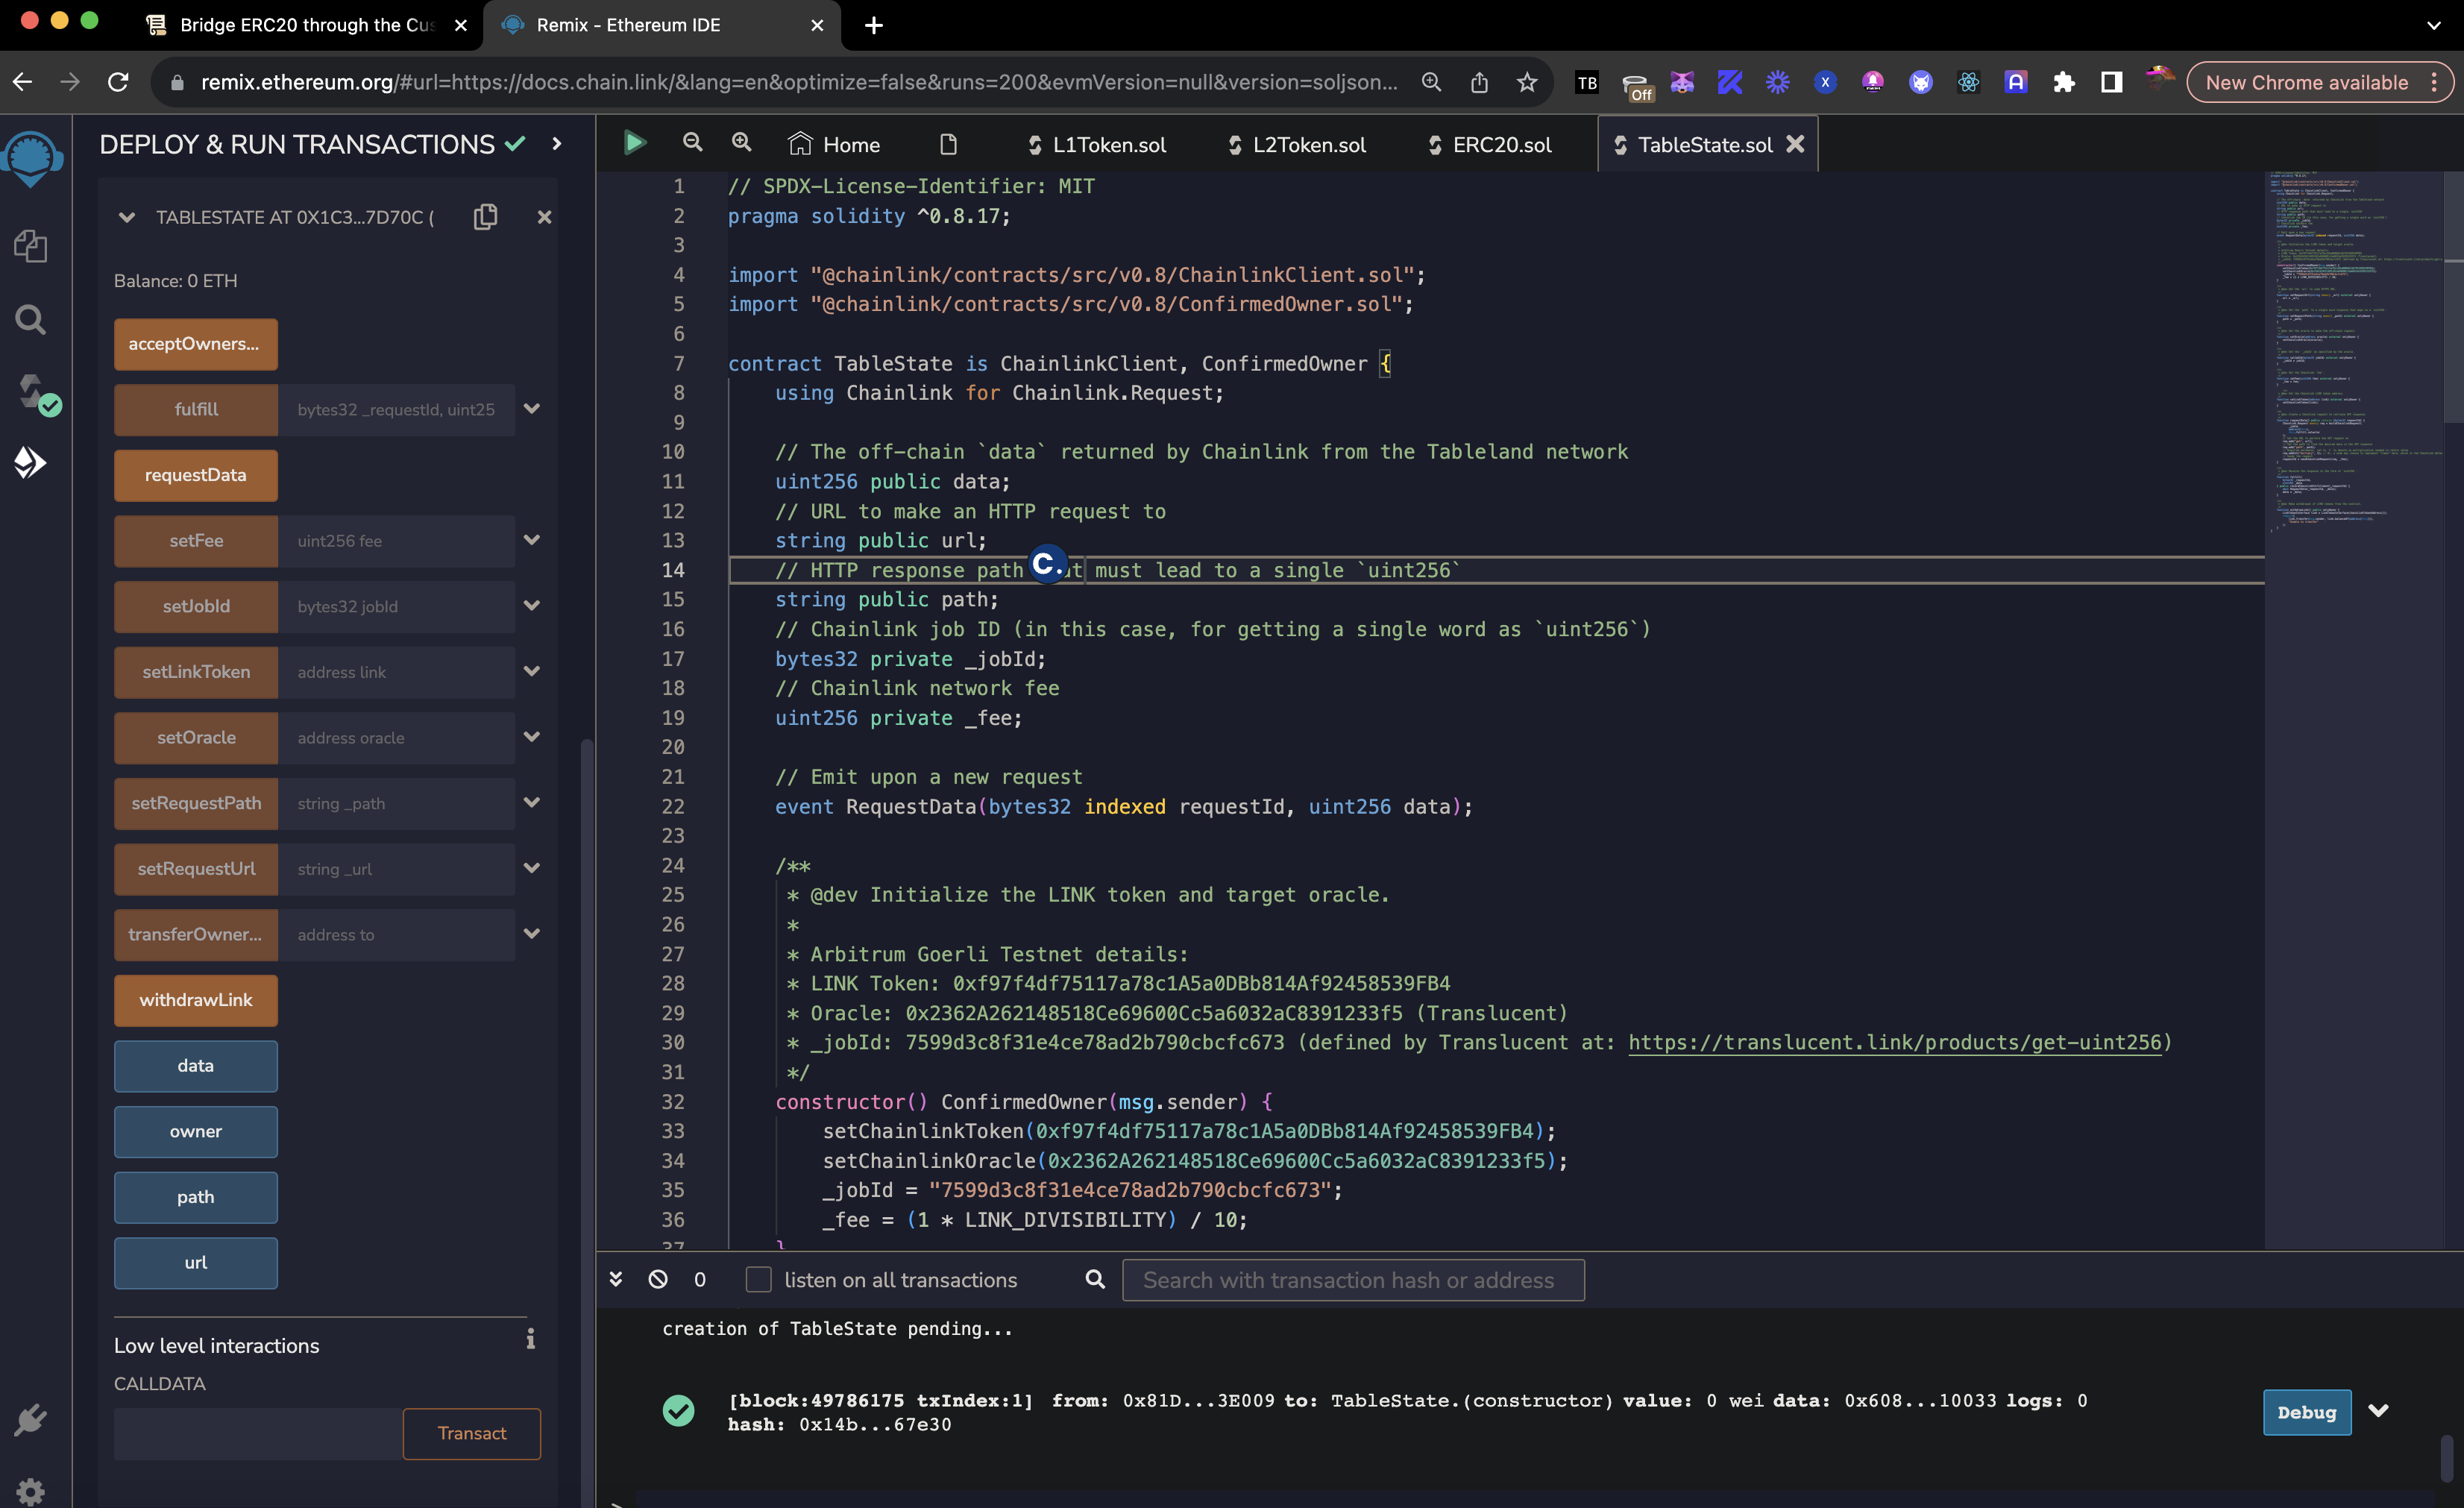 Bridge ERC20 through the Cus
Remix - Ethereum IDE
remix.ethereum.org/#url=https://docs.chain.link/&lang=en&optimize=false&runs=200&evmVersion=null&version=soljson...
TB
Off
New Chrome available
DEPLOY & RUN TRANSACTIONS
Home
L1Token.sol
L2Token.sol
ERC20.sol
TableState.sol
TABLESTATE AT 0X1C3...7D70C (
Balance: 0 ETH
acceptOwners...
fulfill
bytes32 _requestId, uint25
requestData
setFee
uint256 fee
setJobId
bytes32 jobId
setLinkToken
address link
setOracle
address oracle
setRequestPath
string _path
setRequestUrl
string _url
transferOwner...
address to
withdrawLink
data
owner
path
url
Low level interactions
CALLDATA
Transact
1 // SPDX-License-Identifier: MIT
2 pragma solidity ^0.8.17;
3
4 import "@chainlink/contracts/src/v0.8/ChainlinkClient.sol";
5 import "@chainlink/contracts/src/v0.8/ConfirmedOwner.sol";
6
7 contract TableState is ChainlinkClient, ConfirmedOwner {
8 using Chainlink for Chainlink.Request;
9
10 // The off-chain `data` returned by Chainlink from the Tableland network
11 uint256 public data;
12 // URL to make an HTTP request to
13 string public url;
14 // HTTP response path C. at must lead to a single `uint256`
15 string public path;
16 // Chainlink job ID (in this case, for getting a single word as `uint256`)
17 bytes32 private _jobId;
18 // Chainlink network fee
19 uint256 private _fee;
20
21 // Emit upon a new request
22 event RequestData(bytes32 indexed requestId, uint256 data);
23
24 /**
25 * @dev Initialize the LINK token and target oracle.
26 *
27 * Arbitrum Goerli Testnet details:
28 * LINK Token: 0xf97f4df75117a78c1A5a0DBb814Af92458539FB4
29 * Oracle: 0x2362A262148518Ce69600Cc5a6032aC8391233f5 (Translucent)
30 * _jobId: 7599d3c8f31e4ce78ad2b790cbcfc673 (defined by Translucent at: https://translucent.link/products/get-uint256)
31 */
32 constructor() ConfirmedOwner(msg.sender) {
33 setChainlinkToken(0xf97f4df75117a78c1A5a0DBb814Af92458539FB4);
34 setChainlinkOracle(0x2362A262148518Ce69600Cc5a6032aC8391233f5);
35 _jobId = "7599d3c8f31e4ce78ad2b790cbcfc673";
36 _fee = (1 * LINK_DIVISIBILITY) / 10;
37 }
0
listen on all transactions
Search with transaction hash or address
creation of TableState pending...
[block:49786175 txIndex:1] from: 0x81D...3E009 to: TableState.(constructor) value: 0 wei data: 0x608...10033 logs: 0
hash: 0x14b...67e30
Debug